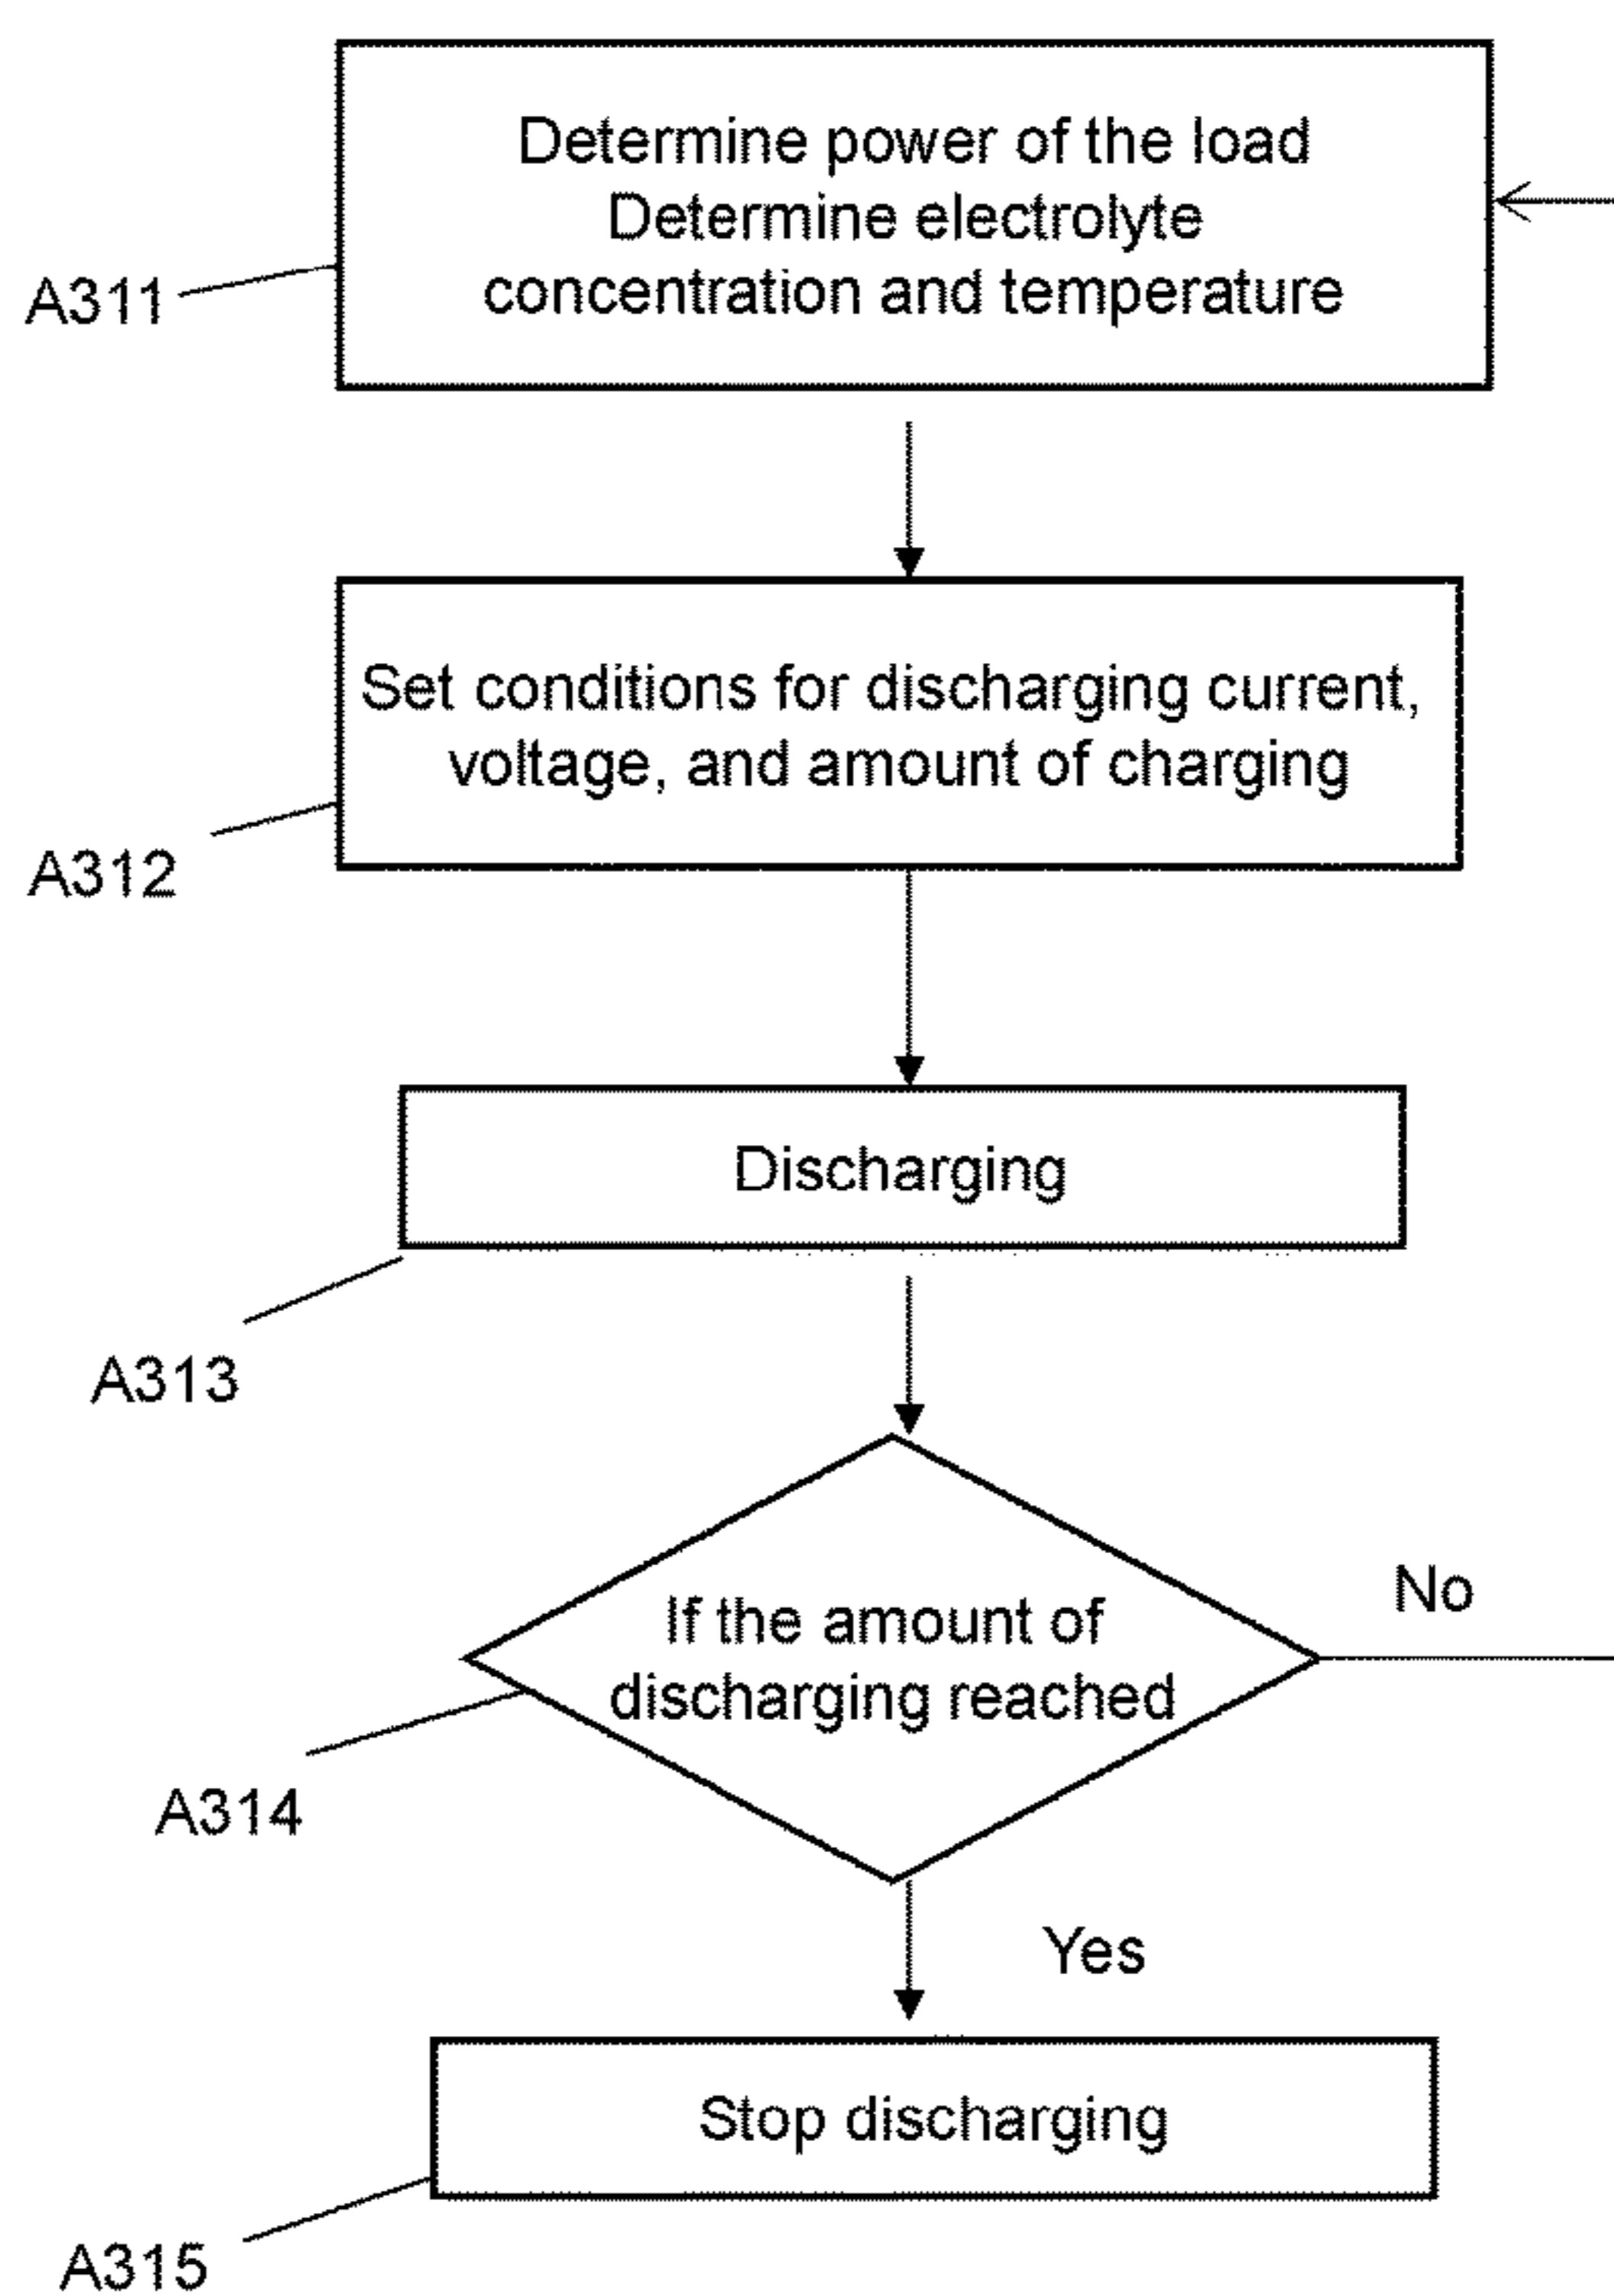 Determine power of the load
Determine electrolyte
concentration and temperature
A311
Set conditions for discharging current,
voltage, and amount of charging
A312
Discharging
A313
If the amount of
discharging reached
No
A314
Yes
Stop discharging
A315